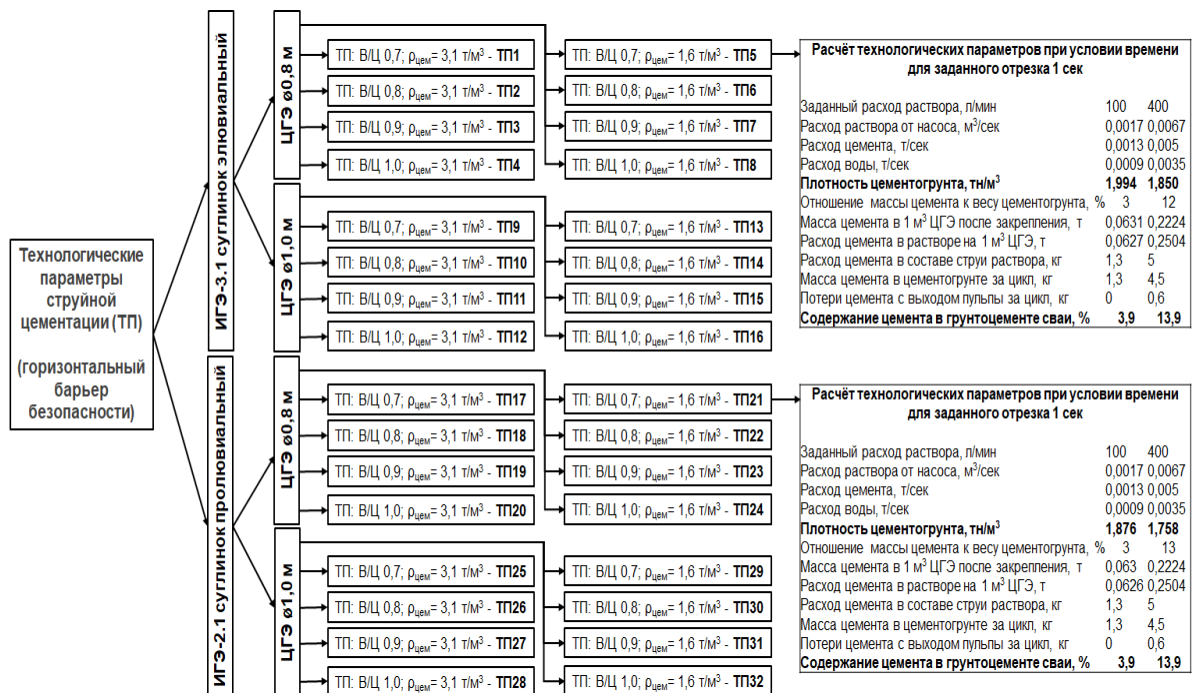 Технологические
параметры
струйной
цементации (ТП)
(горизонтальный
барьер
безопасности)
ИГЭ-3.1 суглинок элювиальный
ЦГЭ ø0,8 м
ТП: В/Ц 0,7; ρцем= 3,1 т/м³ - ТП1
ТП: В/Ц 0,8; ρцем= 3,1 т/м³ - ТП2
ТП: В/Ц 0,9; ρцем= 3,1 т/м³ - ТП3
ТП: В/Ц 1,0; ρцем= 3,1 т/м³ - ТП4
ТП: В/Ц 0,7; ρцем= 1,6 т/м³ - ТП5
ТП: В/Ц 0,8; ρцем= 1,6 т/м³ - ТП6
ТП: В/Ц 0,9; ρцем= 1,6 т/м³ - ТП7
ТП: В/Ц 1,0; ρцем= 1,6 т/м³ - ТП8
ЦГЭ ø1,0 м
ТП: В/Ц 0,7; ρцем= 3,1 т/м³ - ТП9
ТП: В/Ц 0,8; ρцем= 3,1 т/м³ - ТП10
ТП: В/Ц 0,9; ρцем= 3,1 т/м³ - ТП11
ТП: В/Ц 1,0; ρцем= 3,1 т/м³ - ТП12
ТП: В/Ц 0,7; ρцем= 1,6 т/м³ - ТП13
ТП: В/Ц 0,8; ρцем= 1,6 т/м³ - ТП14
ТП: В/Ц 0,9; ρцем= 1,6 т/м³ - ТП15
ТП: В/Ц 1,0; ρцем= 1,6 т/м³ - ТП16
Расчёт технологических параметров при условии времени
для заданного отрезка 1 сек
Заданный расход раствора, л/мин 100 400
Расход раствора от насоса, м³/сек 0,0017 0,0067
Расход цемента, т/сек 0,0013 0,005
Расход воды, т/сек 0,0009 0,0035
Плотность цементогрунта, тн/м³ 1,994 1,850
Отношение массы цемента к весу цементогрунта, % 3 12
Масса цемента в 1 м³ ЦГЭ после закрепления, т 0,0631 0,2224
Расход цемента в растворе на 1 м³ ЦГЭ, т 0,0627 0,2504
Расход цемента в составе струи раствора, кг 1,3 5
Масса цемента в цементогрунте за цикл, кг 1,3 4,5
Потери цемента с выходом пульпы за цикл, кг 0 0,6
Содержание цемента в грунтоцементе сваи, % 3,9 13,9
ИГЭ-2.1 суглинок пролювиальный
ЦГЭ ø0,8 м
ТП: В/Ц 0,7; ρцем= 3,1 т/м³ - ТП17
ТП: В/Ц 0,8; ρцем= 3,1 т/м³ - ТП18
ТП: В/Ц 0,9; ρцем= 3,1 т/м³ - ТП19
ТП: В/Ц 1,0; ρцем= 3,1 т/м³ - ТП20
ТП: В/Ц 0,7; ρцем= 1,6 т/м³ - ТП21
ТП: В/Ц 0,8; ρцем= 1,6 т/м³ - ТП22
ТП: В/Ц 0,9; ρцем= 1,6 т/м³ - ТП23
ТП: В/Ц 1,0; ρцем= 1,6 т/м³ - ТП24
ЦГЭ ø1,0 м
ТП: В/Ц 0,7; ρцем= 3,1 т/м³ - ТП25
ТП: В/Ц 0,8; ρцем= 3,1 т/м³ - ТП26
ТП: В/Ц 0,9; ρцем= 3,1 т/м³ - ТП27
ТП: В/Ц 1,0; ρцем= 3,1 т/м³ - ТП28
ТП: В/Ц 0,7; ρцем= 1,6 т/м³ - ТП29
ТП: В/Ц 0,8; ρцем= 1,6 т/м³ - ТП30
ТП: В/Ц 0,9; ρцем= 1,6 т/м³ - ТП31
ТП: В/Ц 1,0; ρцем= 1,6 т/м³ - ТП32
Расчёт технологических параметров при условии времени
для заданного отрезка 1 сек
Заданный расход раствора, л/мин 100 400
Расход раствора от насоса, м³/сек 0,0017 0,0067
Расход цемента, т/сек 0,0013 0,005
Расход воды, т/сек 0,0009 0,0035
Плотность цементогрунта, тн/м³ 1,876 1,758
Отношение массы цемента к весу цементогрунта, % 3 13
Масса цемента в 1 м³ ЦГЭ после закрепления, т 0,063 0,2224
Расход цемента в растворе на 1 м³ ЦГЭ, т 0,0626 0,2504
Расход цемента в составе струи раствора, кг 1,3 5
Масса цемента в цементогрунте за цикл, кг 1,3 4,5
Потери цемента с выходом пульпы за цикл, кг 0 0,6
Содержание цемента в грунтоцементе сваи, % 3,9 13,9